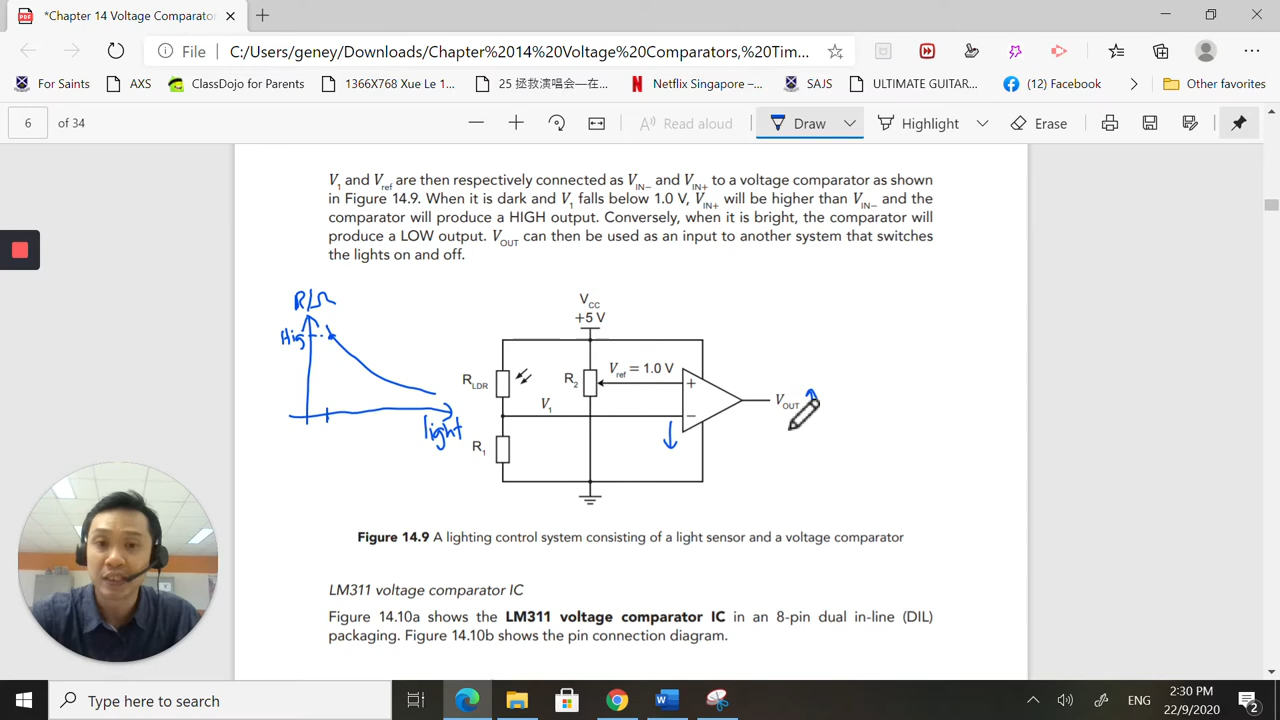 *Chapter 14 Voltage Comparator
File
C:/Users/geney/Downloads/Chapter%2014%20Voltage%20Comparators,%20Tim...
For Saints
AXS
ClassDojo for Parents
1366X768 Xue Le 1...
25 拯救演唱会—在...
Netflix Singapore –...
SAJS
ULTIMATE GUITAR...
(12) Facebook
Other favorites
6 of 34
Read aloud
Draw
Highlight
Erase
V1 and Vref are then respectively connected as VIN− and VIN+ to a voltage comparator as shown
in Figure 14.9. When it is dark and V1 falls below 1.0 V, VIN+ will be higher than VIN− and the
comparator will produce a HIGH output. Conversely, when it is bright, the comparator will
produce a LOW output. VOUT can then be used as an input to another system that switches
the lights on and off.
R/Ω
Hig
light
VCC
+5 V
RLDR
R2
Vref = 1.0 V
+
V1
−
VOUT
R1
Figure 14.9 A lighting control system consisting of a light sensor and a voltage comparator
LM311 voltage comparator IC
Figure 14.10a shows the LM311 voltage comparator IC in an 8-pin dual in-line (DIL)
packaging. Figure 14.10b shows the pin connection diagram.
Type here to search
ENG
2:30 PM
22/9/2020
2